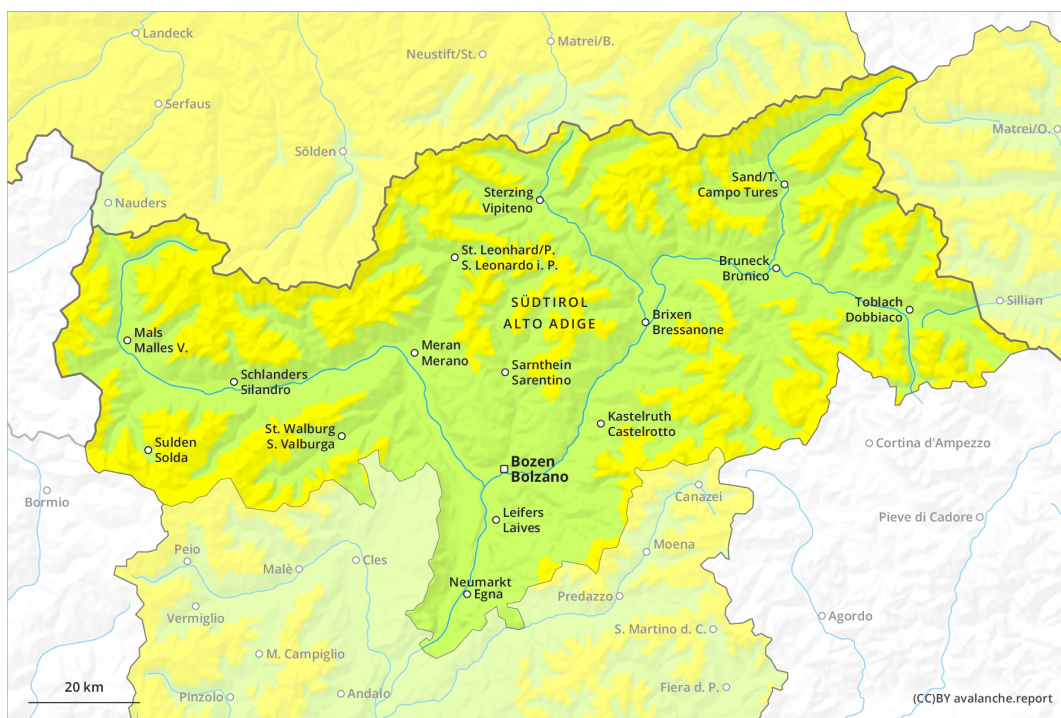 Landeck
Neustift/St.
Matrei/B.
Serfaus
Matrei/O.
Sölden
Sand/T.
Campo Tures
Sterzing
Vipiteno
Nauders
St. Leonhard/P.
S. Leonardo i. P.
Bruneck
Brunico
SÜDTIROL
ALTO ADIGE
Toblach
Dobbiaco
Sillian
Brixen
Bressanone
Mals
Malles V.
Meran
Merano
Sarnthein
Sarentino
Schlanders
Silandro
St. Walburg
S. Valburga
Kastelruth
Castelrotto
Sulden
Solda
Cortina d'Ampezzo
Bozen
Bolzano
Bormio
Canazei
Leifers
Laives
Pieve di Cadore
Peio
Cles
Moena
Malè
Neumarkt
Egna
Predazzo
Vermiglio
Agordo
S. Martino d. C.
M. Campiglio
20 km
Pinzolo
Andalo
Fiera d. P.
(CC)BY avalanche.report